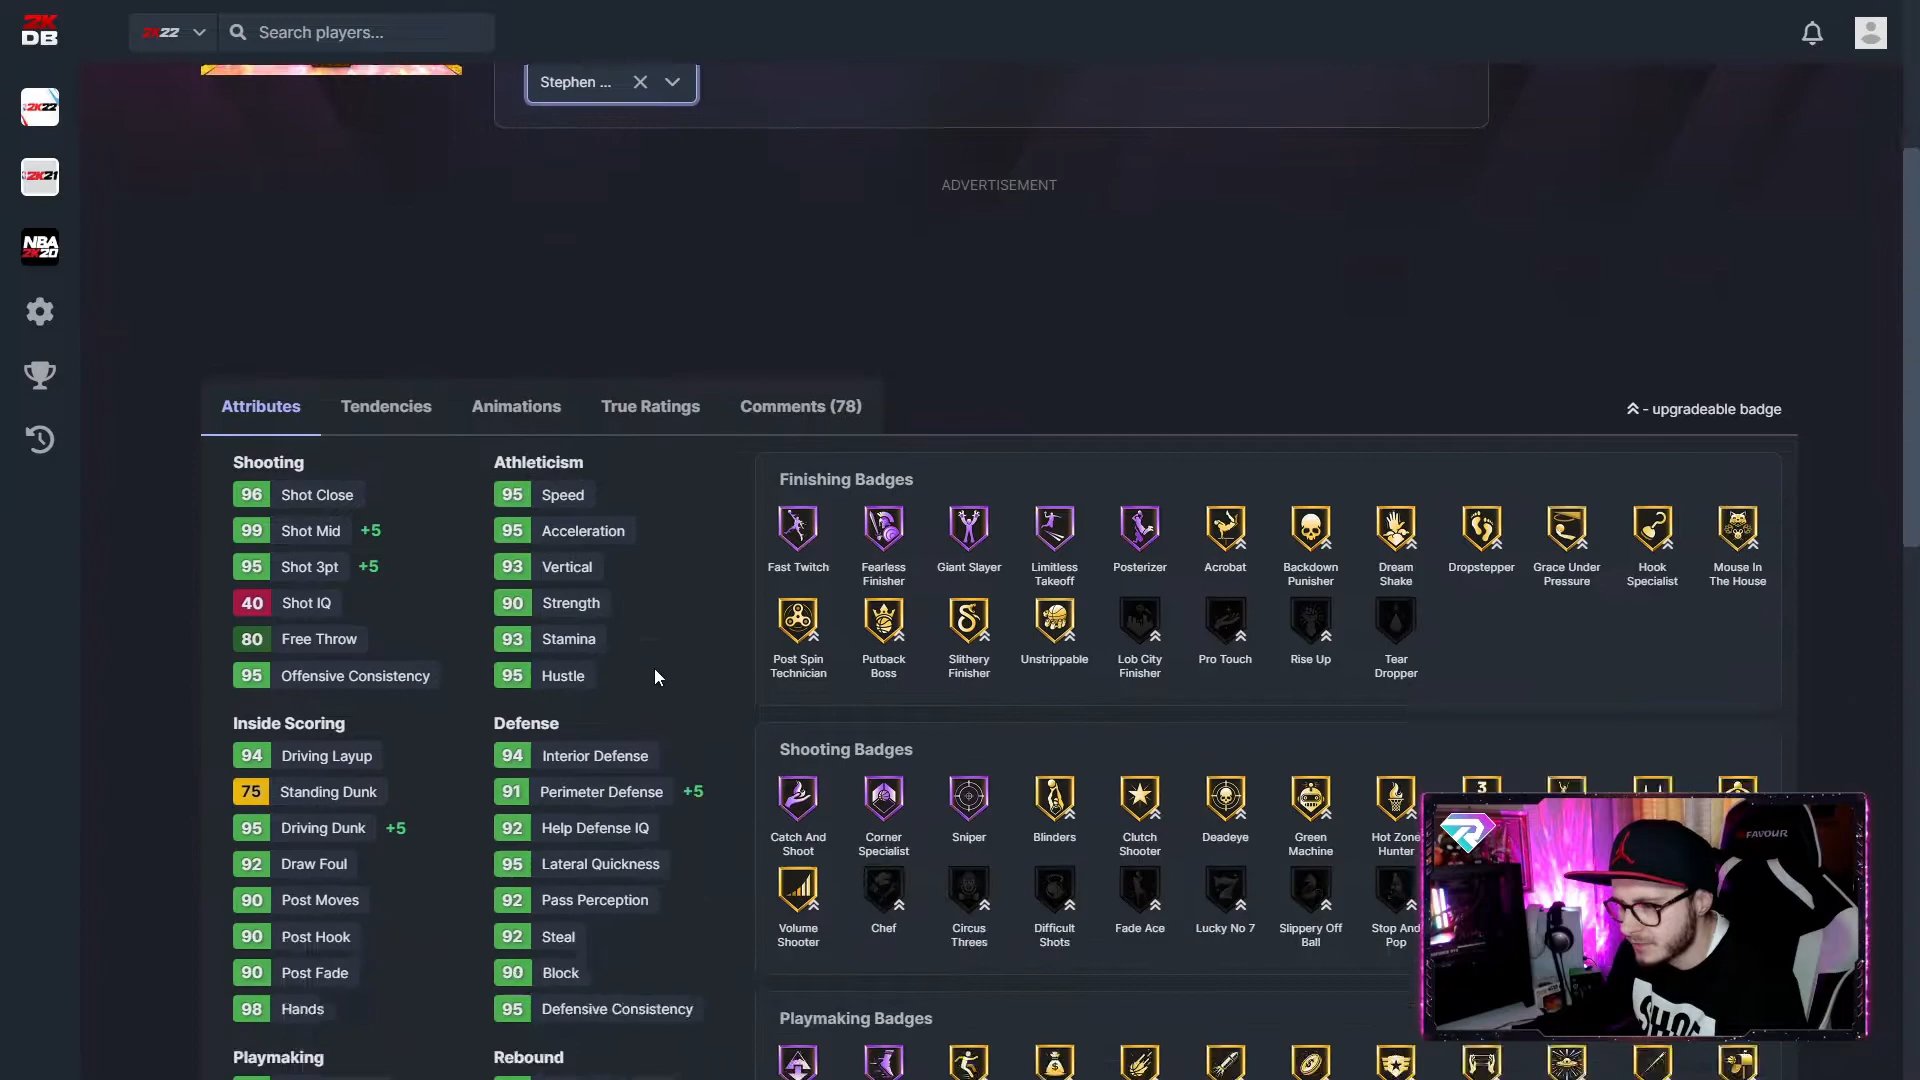 2K DB
2K22
Search players...
2K22
Stephen ...
2K21
ADVERTISEMENT
NBA 2K20
Attributes
Tendencies
Animations
True Ratings
Comments (78)
- upgradeable badge
Shooting
96 Shot Close
99 Shot Mid +5
95 Shot 3pt +5
40 Shot IQ
80 Free Throw
95 Offensive Consistency
Athleticism
95 Speed
95 Acceleration
93 Vertical
90 Strength
93 Stamina
95 Hustle
Inside Scoring
94 Driving Layup
75 Standing Dunk
95 Driving Dunk +5
92 Draw Foul
90 Post Moves
90 Post Hook
90 Post Fade
98 Hands
Defense
94 Interior Defense
91 Perimeter Defense +5
92 Help Defense IQ
95 Lateral Quickness
92 Pass Perception
92 Steal
90 Block
95 Defensive Consistency
Playmaking
Rebound
Finishing Badges
Fast Twitch
Fearless Finisher
Giant Slayer
Limitless Takeoff
Posterizer
Acrobat
Backdown Punisher
Dream Shake
Dropstepper
Grace Under Pressure
Hook Specialist
Mouse In The House
Post Spin Technician
Putback Boss
Slithery Finisher
Unstrippable
Lob City Finisher
Pro Touch
Rise Up
Tear Dropper
Shooting Badges
Catch And Shoot
Corner Specialist
Sniper
Blinders
Clutch Shooter
Deadeye
Green Machine
Hot Zone Hunter
3
Volume Shooter
Chef
Circus Threes
Difficult Shots
Fade Ace
Lucky No 7
Slippery Off Ball
Stop And Pop
Playmaking Badges
FAVOUR